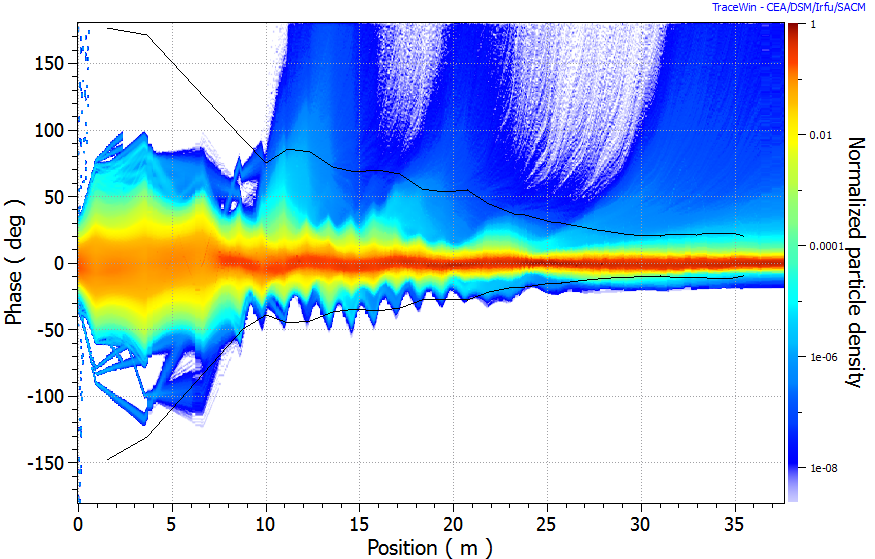 TraceWin - CEA/DSM/Irfu/SACM
150
100
50
0
-50
-100
-150
Phase ( deg )
0 5 10 15 20 25 30 35
Position ( m )
1
0.01
0.0001
1e-06
1e-08
Normalized particle density